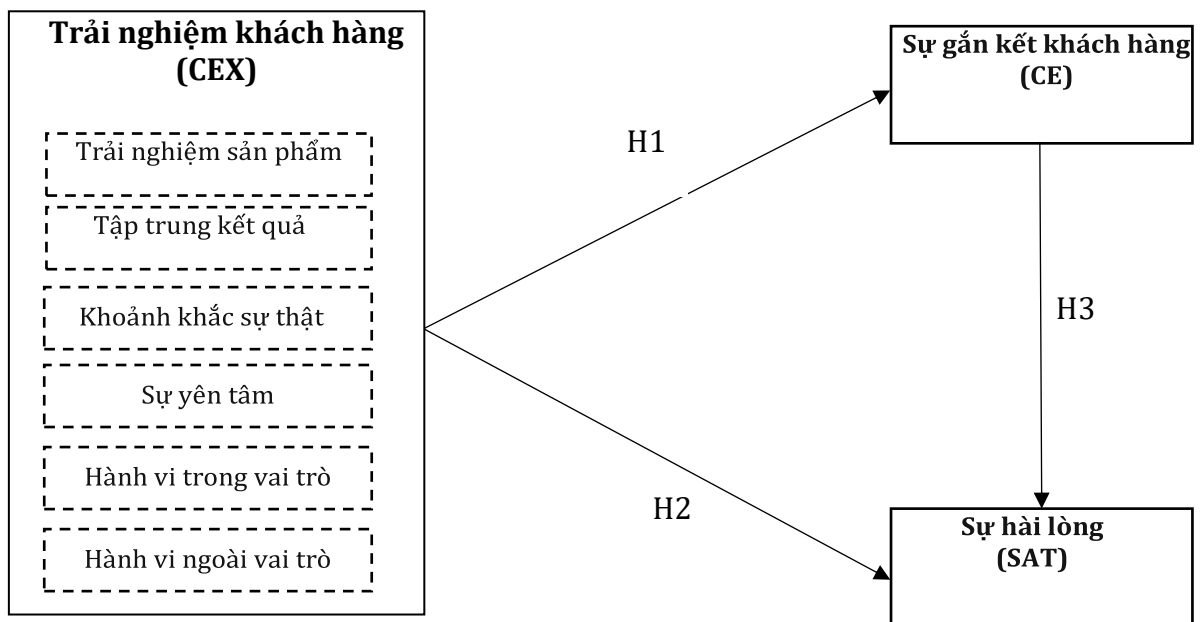 Trải nghiệm khách hàng
(CEX)
Trải nghiệm sản phẩm
Tập trung kết quả
Khoảnh khắc sự thật
Sự yên tâm
Hành vi trong vai trò
Hành vi ngoài vai trò
H1
H2
Sự gắn kết khách hàng
(CE)
H3
Sự hài lòng
(SAT)